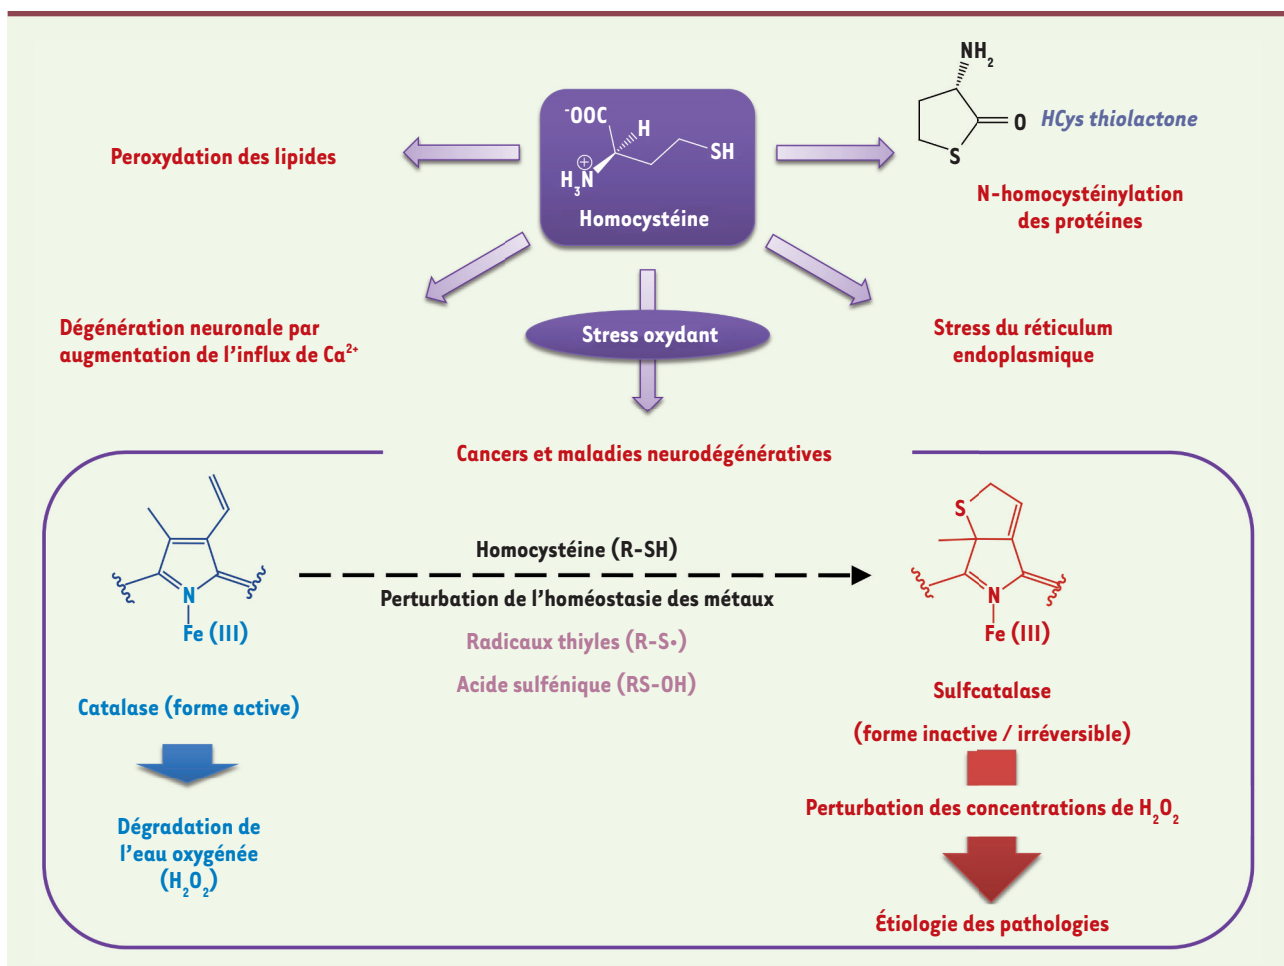 NH2
O
HCys thiolactone
S
-OOC
H
SH
⊕
H3N
Homocystéine
Peroxydation des lipides
N-homocystéinylation
des protéines
Dégénération neuronale par
augmentation de l'influx de Ca2+
Stress oxydant
Stress du réticulum
endoplasmique
Cancers et maladies neurodégénératives
N
Fe (III)
Catalase (forme active)
Dégradation de
l'eau oxygénée
(H2O2)
Homocystéine (R-SH)
Perturbation de l'homéostasie des métaux
Radicaux thiyles (R-S•)
Acide sulfénique (RS-OH)
S
N
Fe (III)
Sulfcatalase
(forme inactive / irréversible)
Perturbation des concentrations de H2O2
Étiologie des pathologies